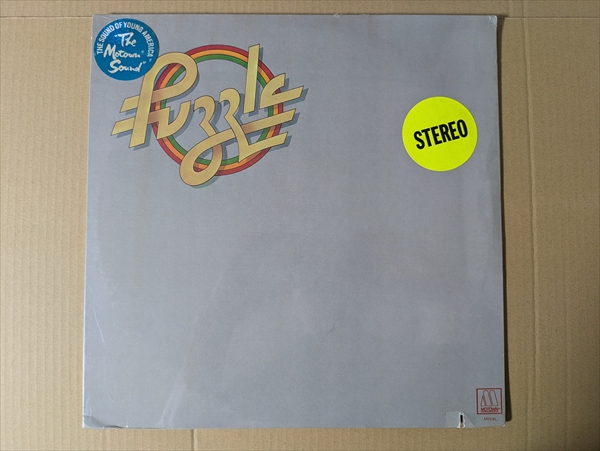 THE SOUND OF YOUNG AMERICA
"The
Motown
Sound"
Puzzle
STEREO
MOTOWN